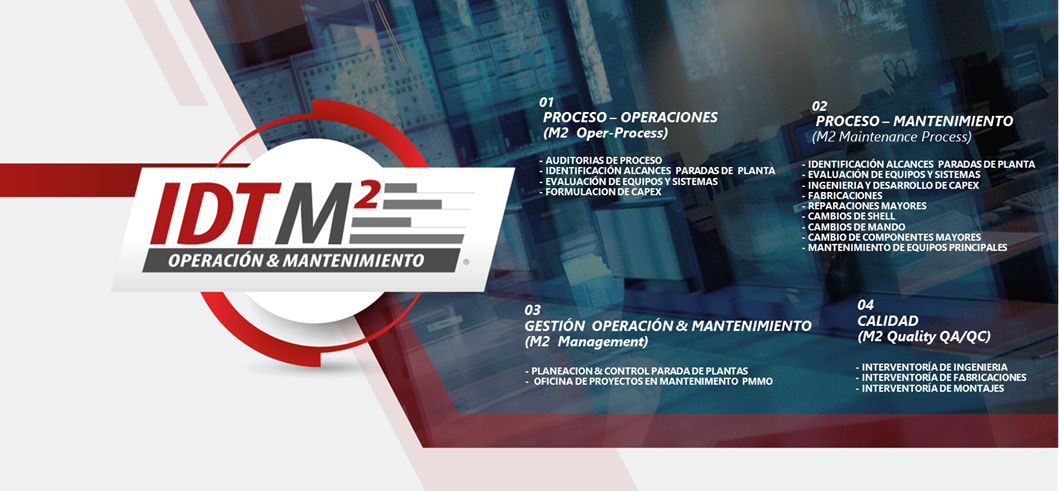 IDTM2
OPERACIÓN & MANTENIMIENTO
®
01
PROCESO – OPERACIONES
(M2 Oper-Process)
- AUDITORIAS DE PROCESO
- IDENTIFICACIÓN ALCANCES PARADAS DE PLANTA
- EVALUACIÓN DE EQUIPOS Y SISTEMAS
- FORMULACION DE CAPEX
02
PROCESO – MANTENIMIENTO
(M2 Maintenance Process)
- IDENTIFICACIÓN ALCANCES PARADAS DE PLANTA
- EVALUACIÓN DE EQUIPOS Y SISTEMAS
- INGENIERIA Y DESARROLLO DE CAPEX
- FABRICACIONES
- REPARACIONES MAYORES
- CAMBIOS DE SHELL
- CAMBIOS DE MANDO
- CAMBIO DE COMPONENTES MAYORES
- MANTENIMIENTO DE EQUIPOS PRINCIPALES
03
GESTIÓN OPERACIÓN & MANTENIMIENTO
(M2 Management)
- PLANEACION & CONTROL PARADA DE PLANTAS
- OFICINA DE PROYECTOS EN MANTENIMENTO PMMO
04
CALIDAD
(M2 Quality QA/QC)
- INTERVENTORÍA DE INGENIERIA
- INTERVENTORÍA DE FABRICACIONES
- INTERVENTORÍA DE MONTAJES